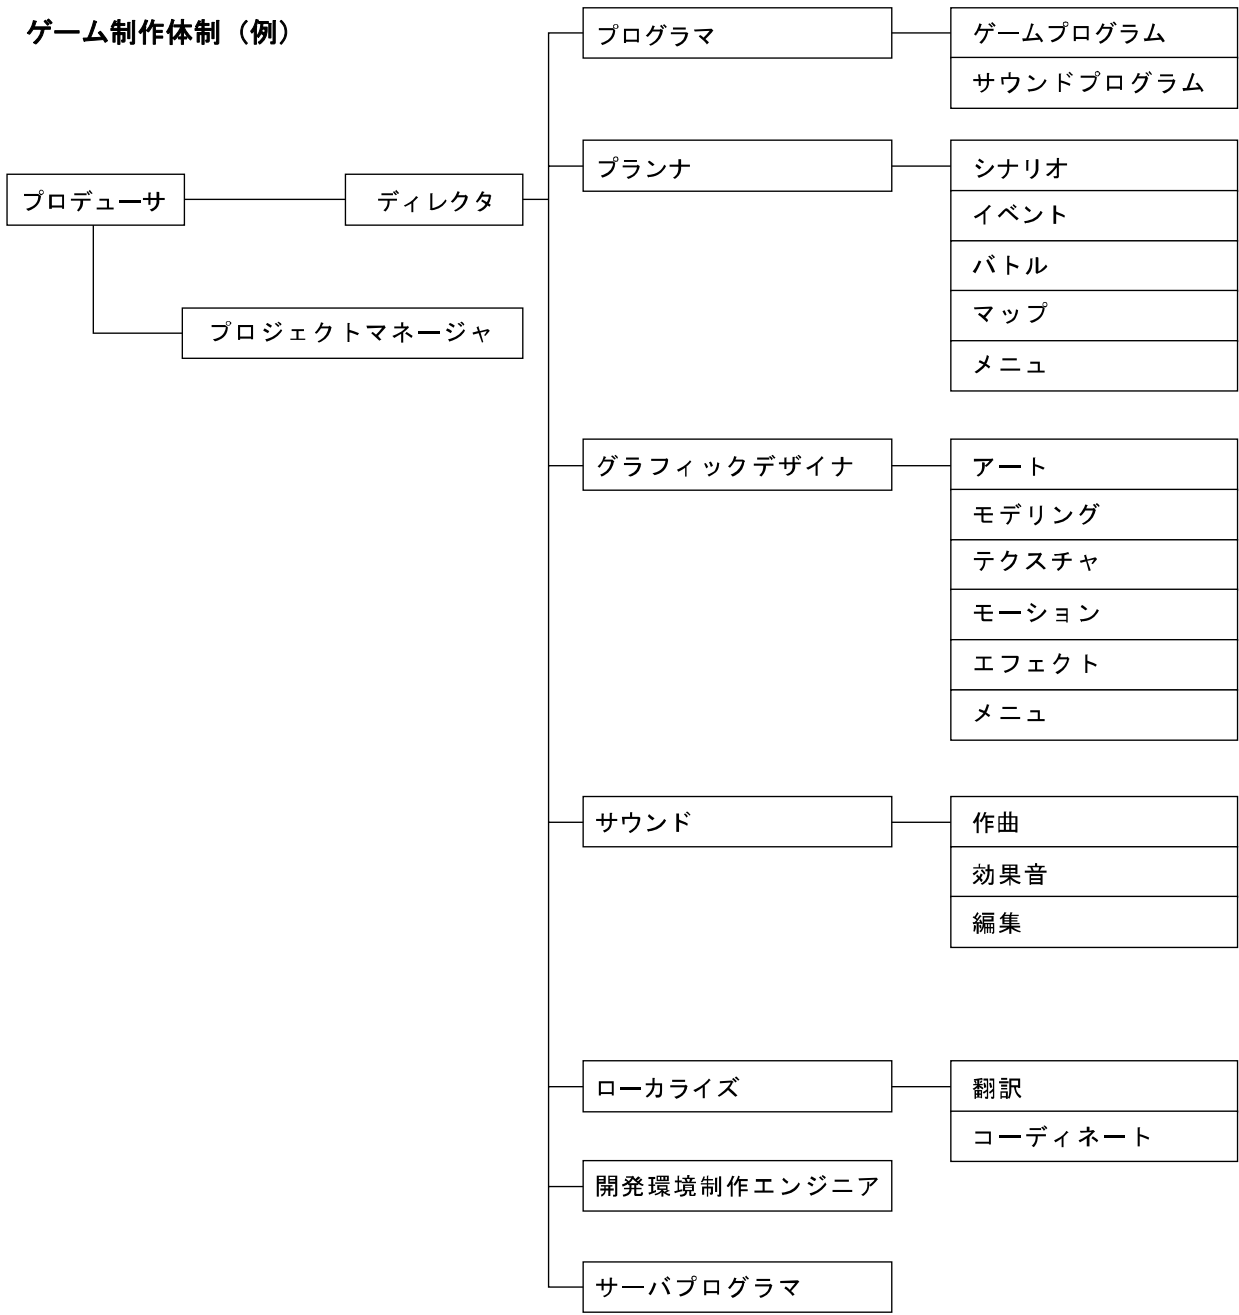 ゲーム制作体制（例）
プロデューサ
ディレクタ
プロジェクトマネージャ
プログラマ
ゲームプログラム
サウンドプログラム
プランナ
シナリオ
イベント
バトル
マップ
メニュ
グラフィックデザイナ
アート
モデリング
テクスチャ
モーション
エフェクト
メニュ
サウンド
作曲
効果音
編集
ローカライズ
翻訳
コーディネート
開発環境制作エンジニア
サーバプログラマ